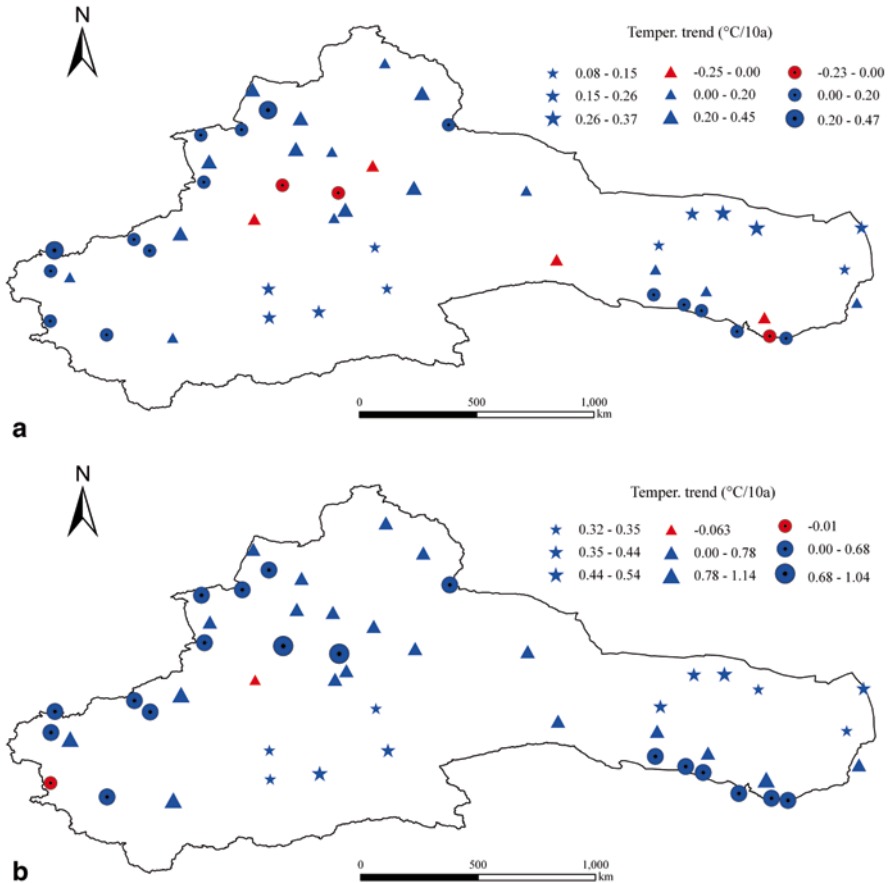 N
Temper. trend (°C/10a)
0.08 - 0.15 -0.25 - 0.00 -0.23 - 0.00
0.15 - 0.26 0.00 - 0.20 0.00 - 0.20
0.26 - 0.37 0.20 - 0.45 0.20 - 0.47
0 500 1,000
km
a
N
Temper. trend (°C/10a)
0.32 - 0.35 -0.063 -0.01
0.35 - 0.44 0.00 - 0.78 0.00 - 0.68
0.44 - 0.54 0.78 - 1.14 0.68 - 1.04
0 500 1,000
km
b